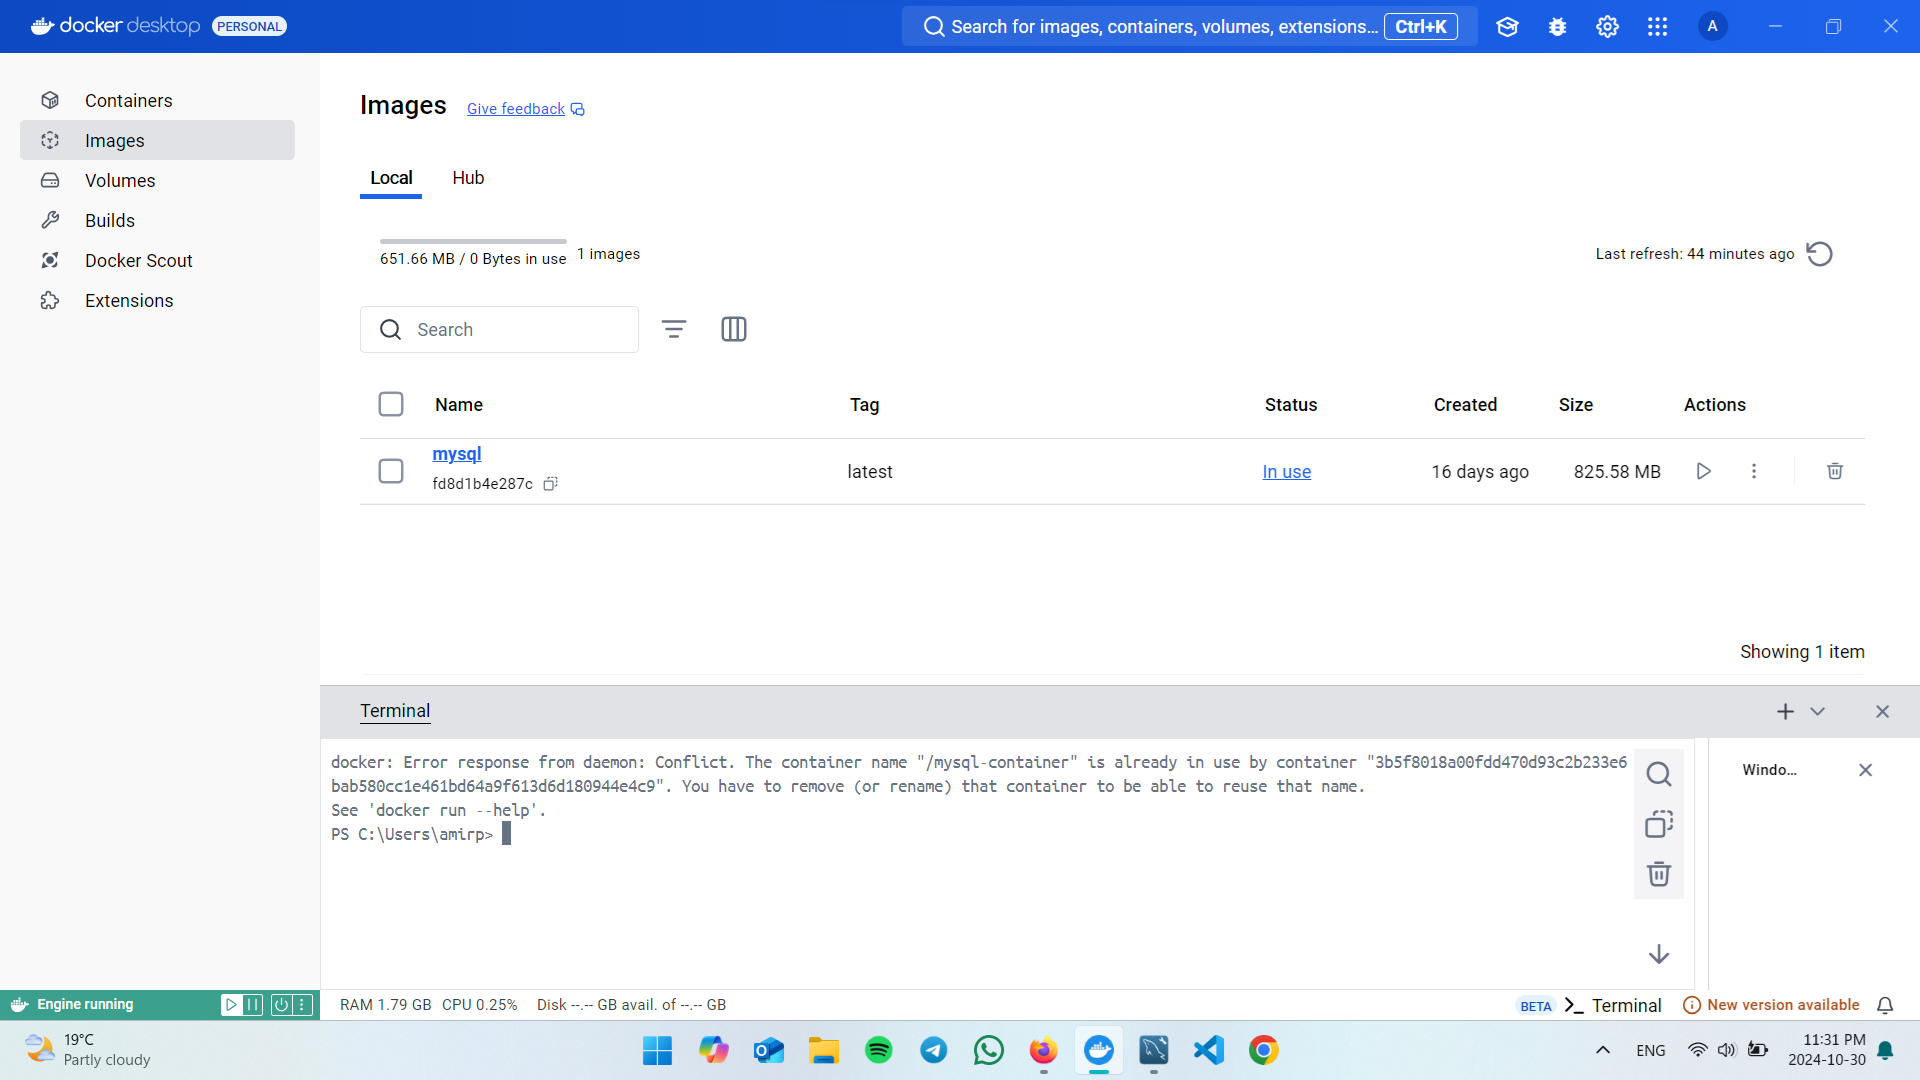 docker desktop PERSONAL
Search for images, containers, volumes, extensions... Ctrl+K
A
Containers
Images
Volumes
Builds
Docker Scout
Extensions
Images Give feedback
Local Hub
651.66 MB / 0 Bytes in use 1 images
Last refresh: 44 minutes ago
Search
Name Tag Status Created Size Actions
mysql
fd8d1b4e287c
latest In use 16 days ago 825.58 MB
Showing 1 item
Terminal
docker: Error response from daemon: Conflict. The container name "/mysql-container" is already in use by container "3b5f8018a00fdd470d93c2b233e6
bab580cc1e461bd64a9f613d6d180944e4c9". You have to remove (or rename) that container to be able to reuse that name.
See 'docker run --help'.
PS C:\Users\amirp>
Windo...
Engine running
RAM 1.79 GB CPU 0.25% Disk --.-- GB avail. of --.-- GB
BETA Terminal New version available
19°C
Partly cloudy
ENG
11:31 PM
2024-10-30